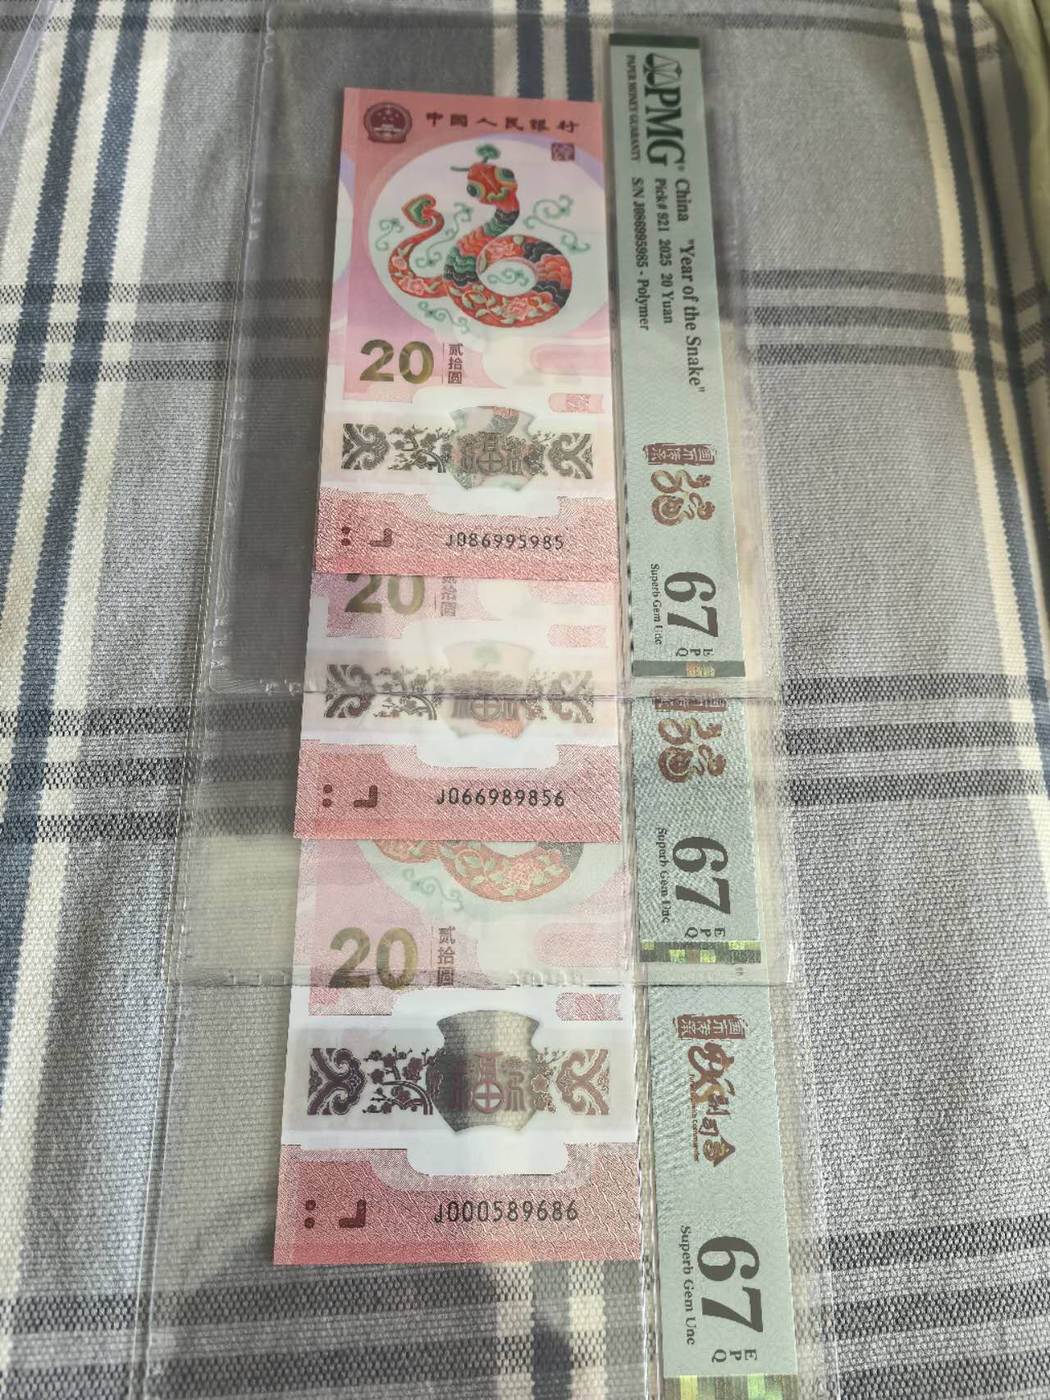 中國人民银行
20
贰拾圆
J086995985
PMG®
PAPER MONEY GUARANTY
China "Year of the Snake"
Pick# 921 2025 20 Yuan
S/N J086995985 - Polymer
67 EPQ
Superb Gem Unc
20
贰拾圆
J066989856
67 EPQ
Superb Gem Unc
20
贰拾圆
J000589686
67 EPQ
Superb Gem Unc